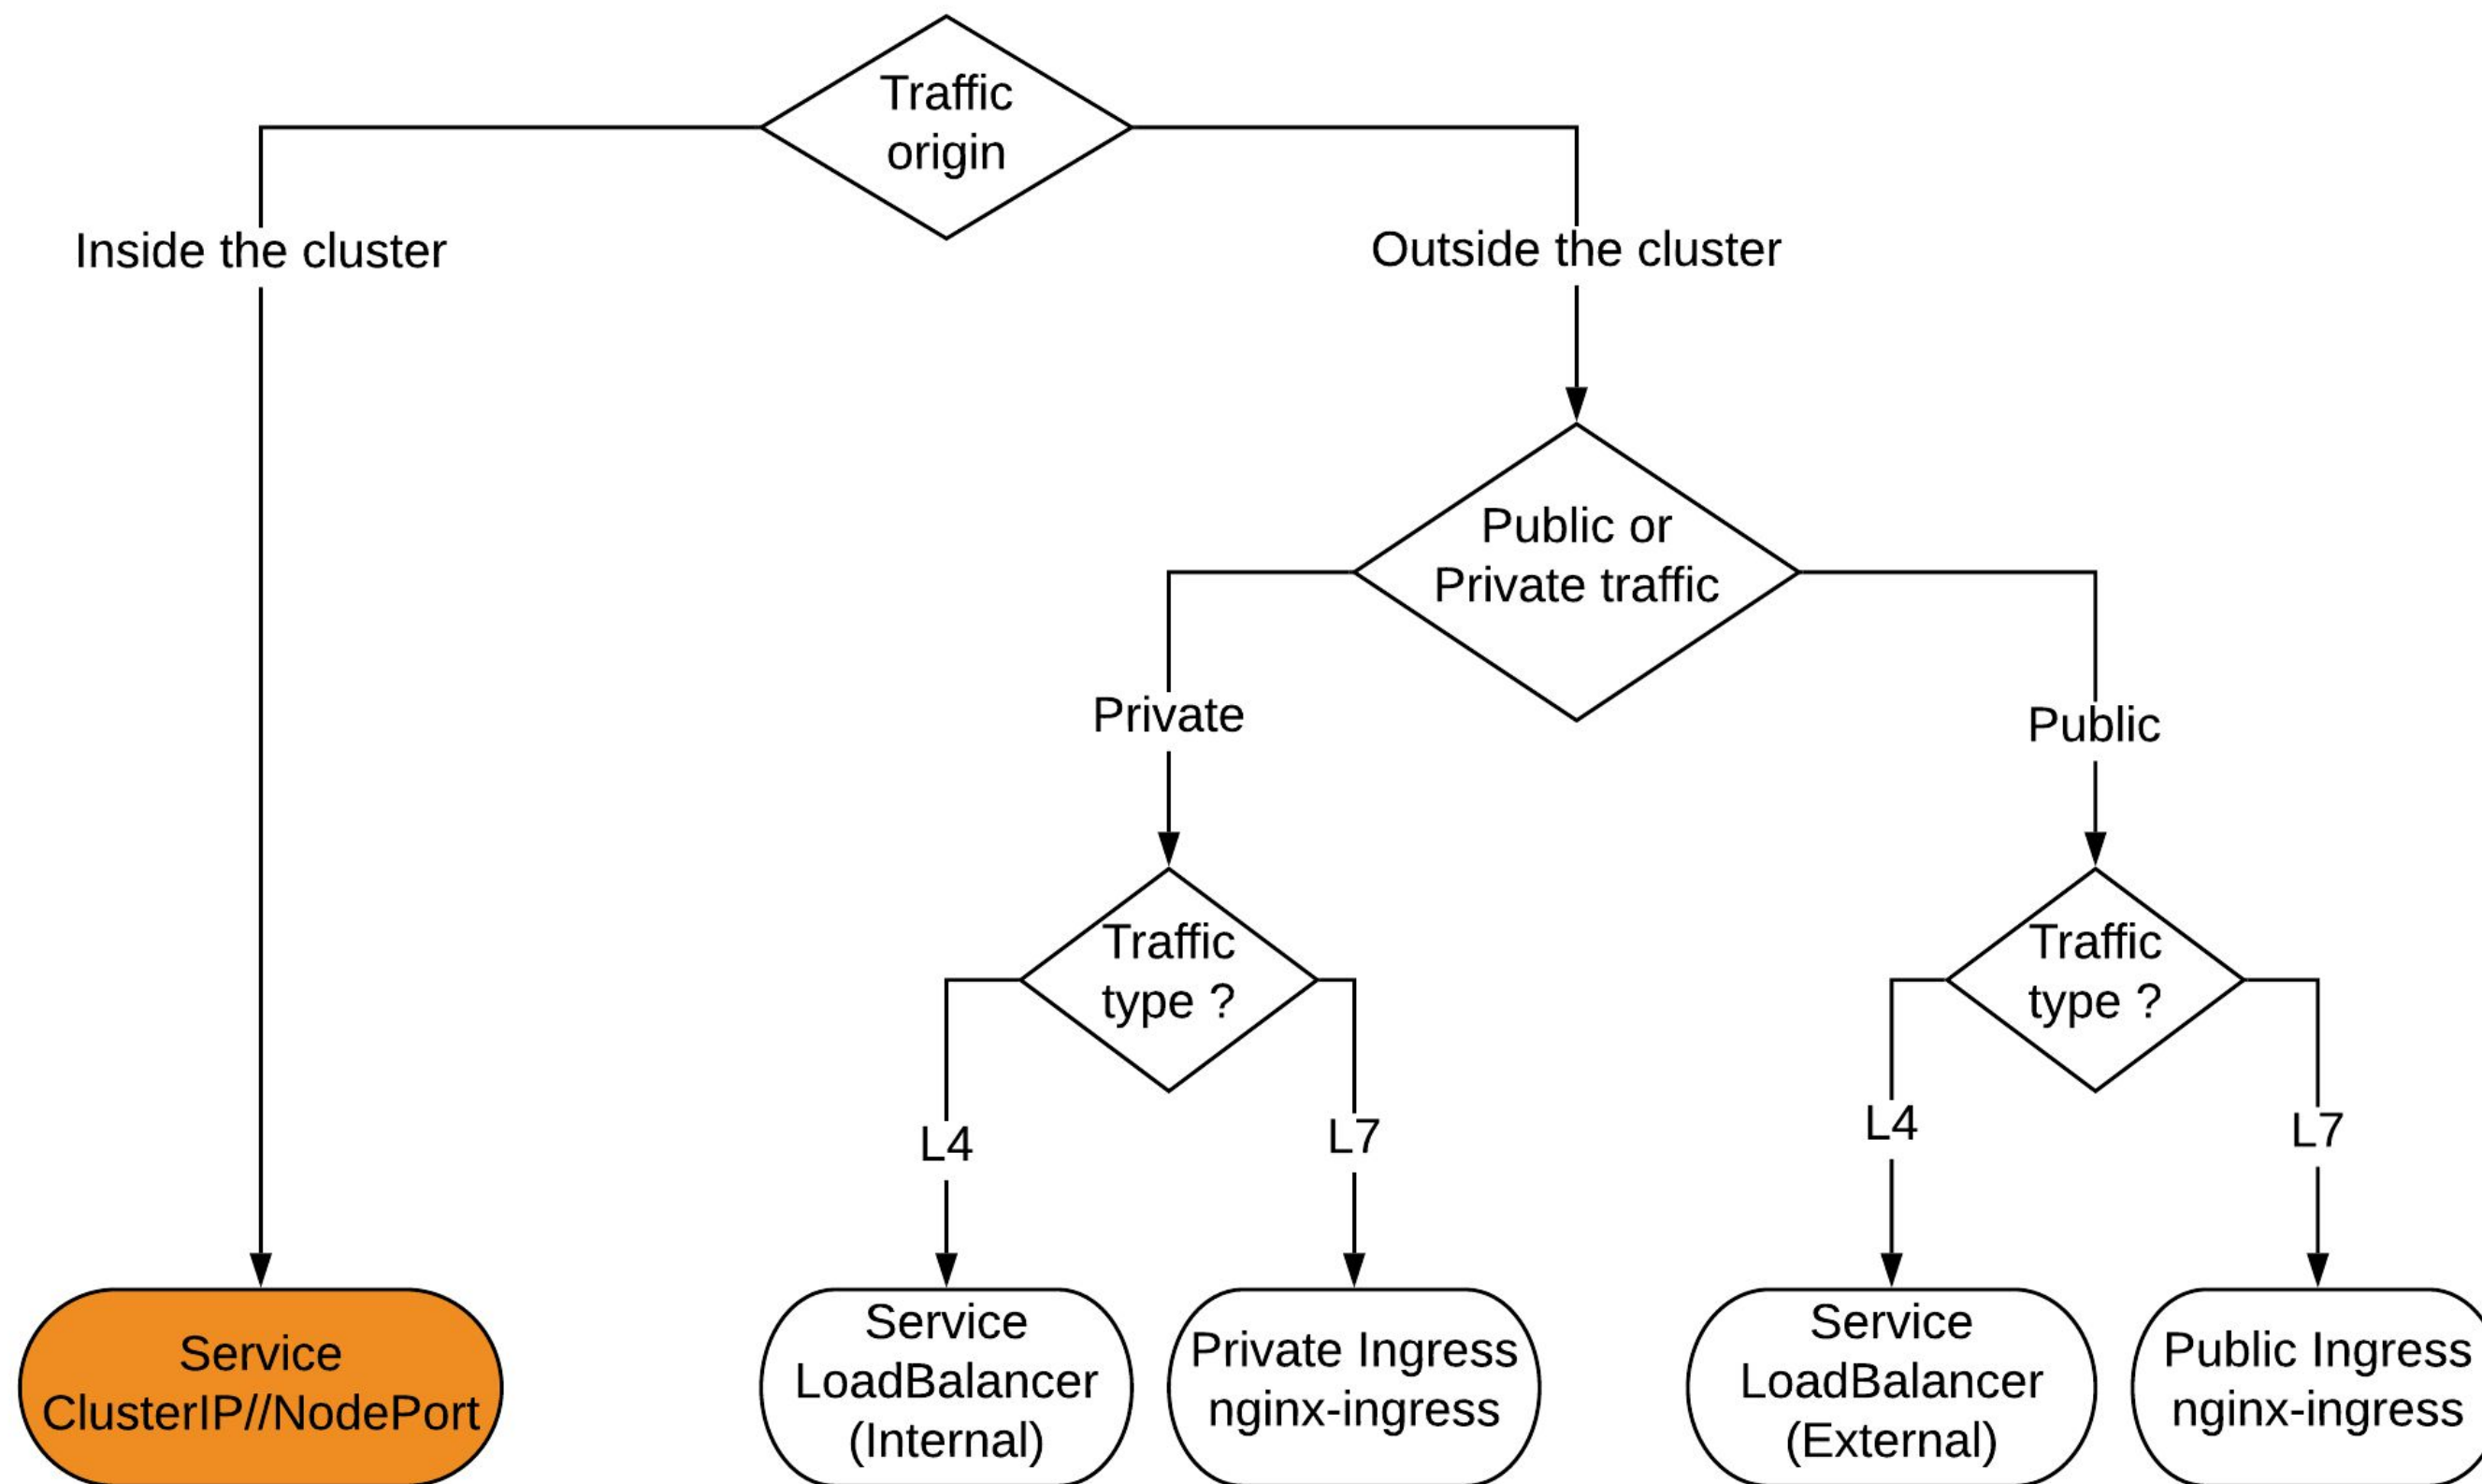 Traffic
origin
Inside the cluster
Outside the cluster
Public or
Private traffic
Private
Public
Traffic
type ?
Traffic
type ?
L4
L7
L4
L7
Service
ClusterIP//NodePort
Service
LoadBalancer
(Internal)
Private Ingress
nginx-ingress
Service
LoadBalancer
(External)
Public Ingress
nginx-ingress